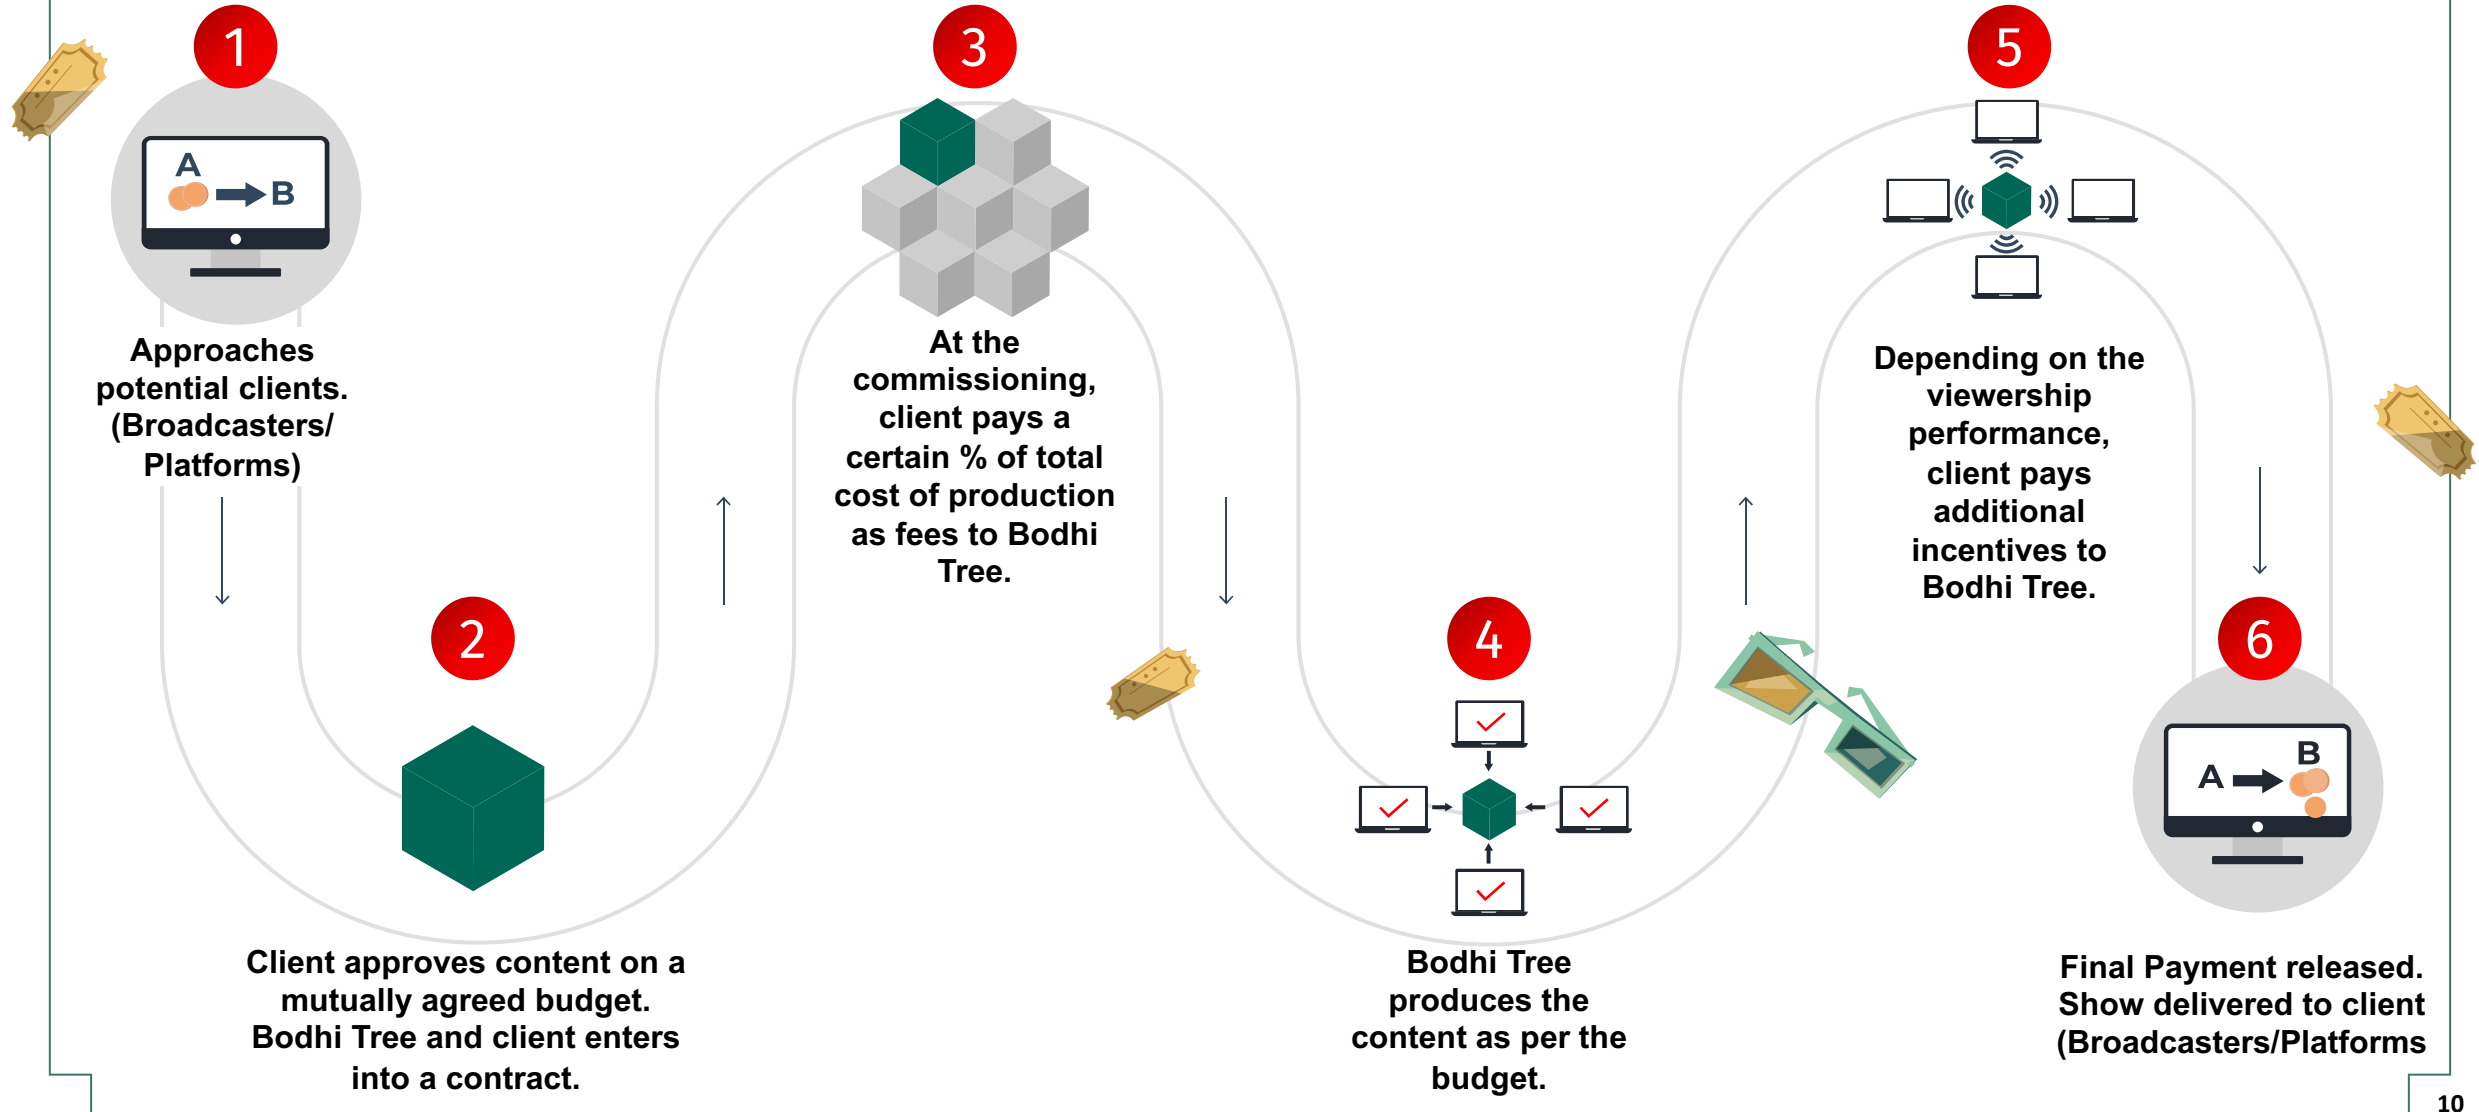 1
A
B
Approaches
potential clients.
(Broadcasters/
Platforms)
2
Client approves content on a
mutually agreed budget.
Bodhi Tree and client enters
into a contract.
3
At the
commissioning,
client pays a
certain % of total
cost of production
as fees to Bodhi
Tree.
4
Bodhi Tree
produces the
content as per the
budget.
5
Depending on the
viewership
performance,
client pays
additional
incentives to
Bodhi Tree.
6
B
A
Final Payment released.
Show delivered to client
(Broadcasters/Platforms
10